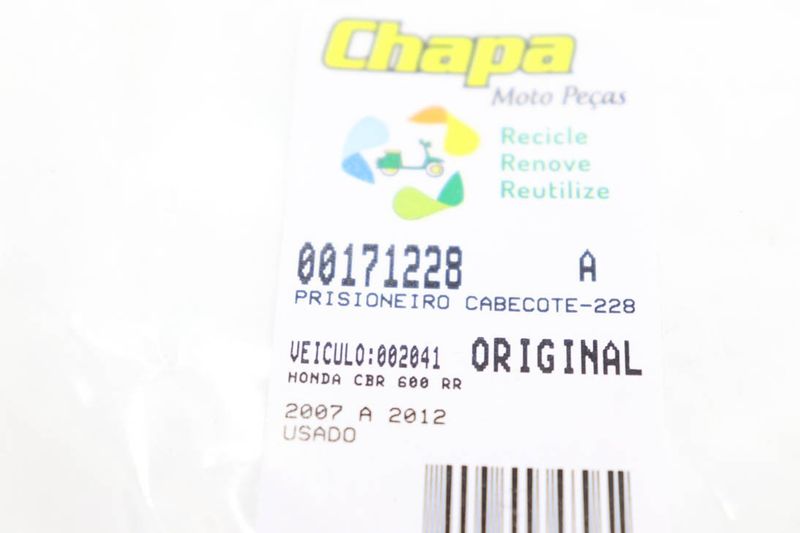 Chapa
Moto Peças
Recicle
Renove
Reutilize
00171228 A
PRISIONEIRO CABECOTE-228
VEICULO:002041 ORIGINAL
HONDA CBR 600 RR
2007 A 2012
USADO